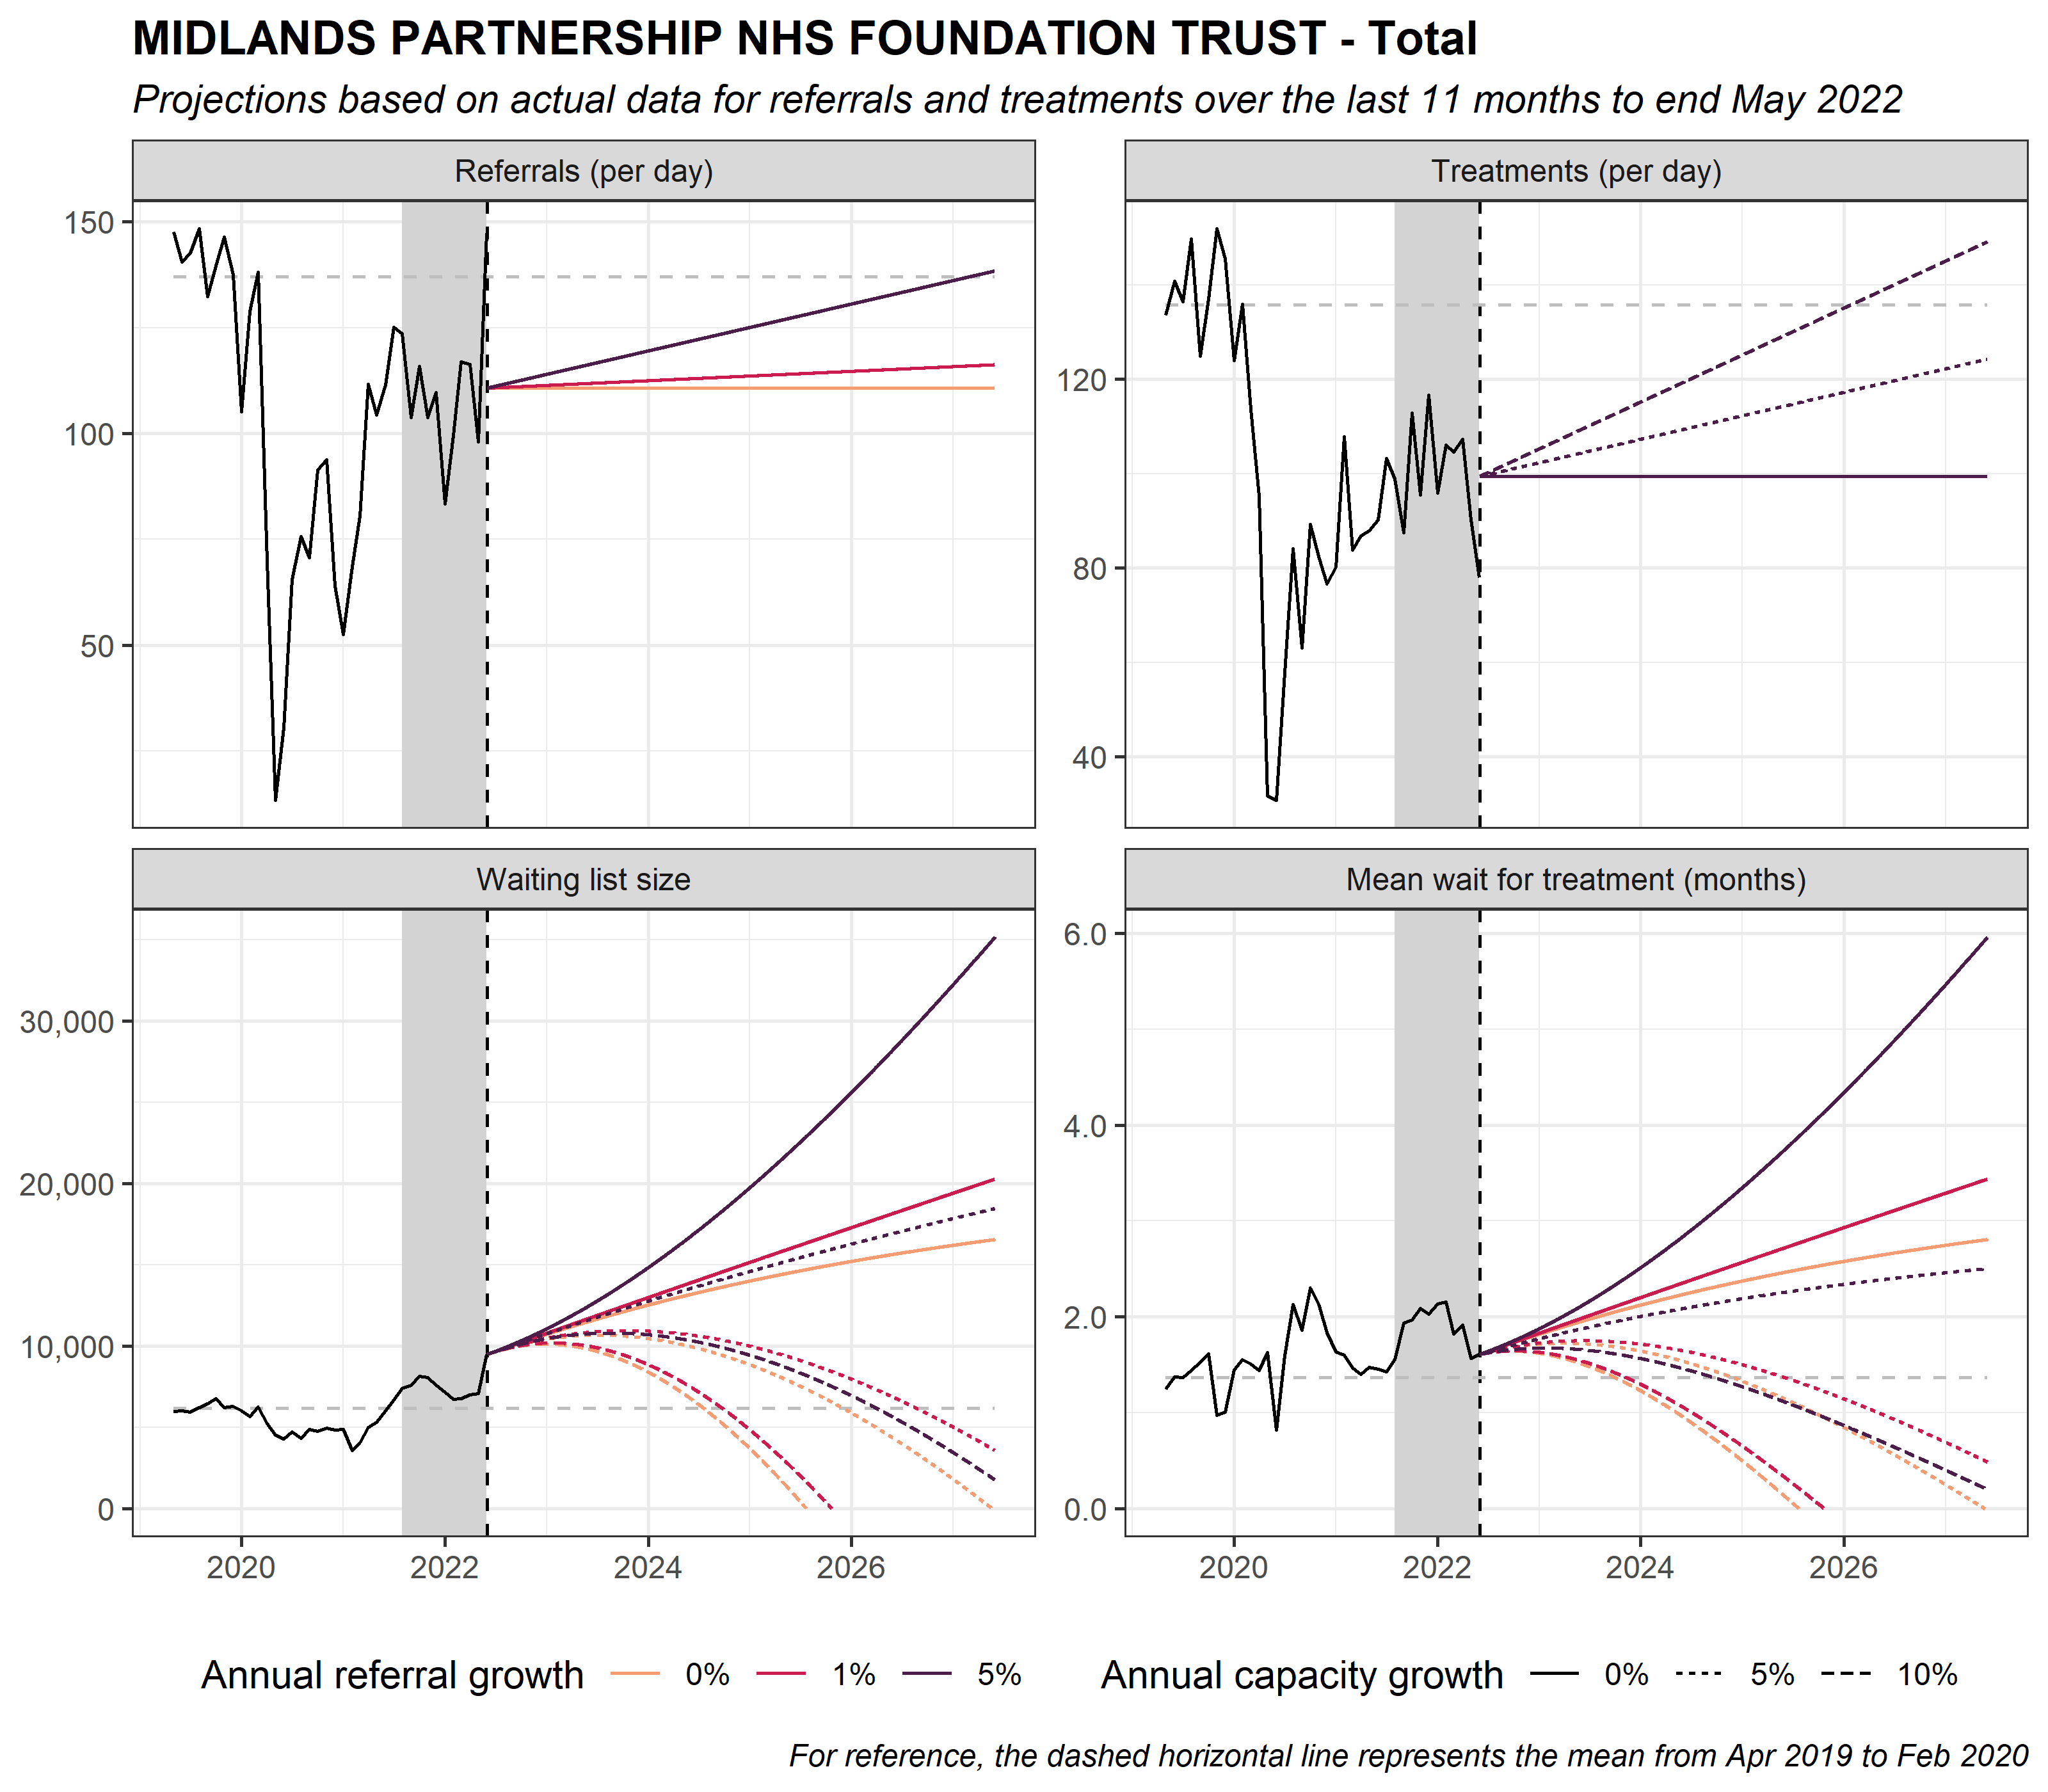 MIDLANDS PARTNERSHIP NHS FOUNDATION TRUST - Total
Projections based on actual data for referrals and treatments over the last 11 months to end May 2022
Referrals (per day)
150
100
50
Treatments (per day)
120
80
40
Waiting list size
30,000
20,000
10,000
0
2020 2022 2024 2026
Mean wait for treatment (months)
6.0
4.0
2.0
0.0
2020 2022 2024 2026
Annual referral growth 0% 1% 5%
Annual capacity growth 0% 5% 10%
For reference, the dashed horizontal line represents the mean from Apr 2019 to Feb 2020